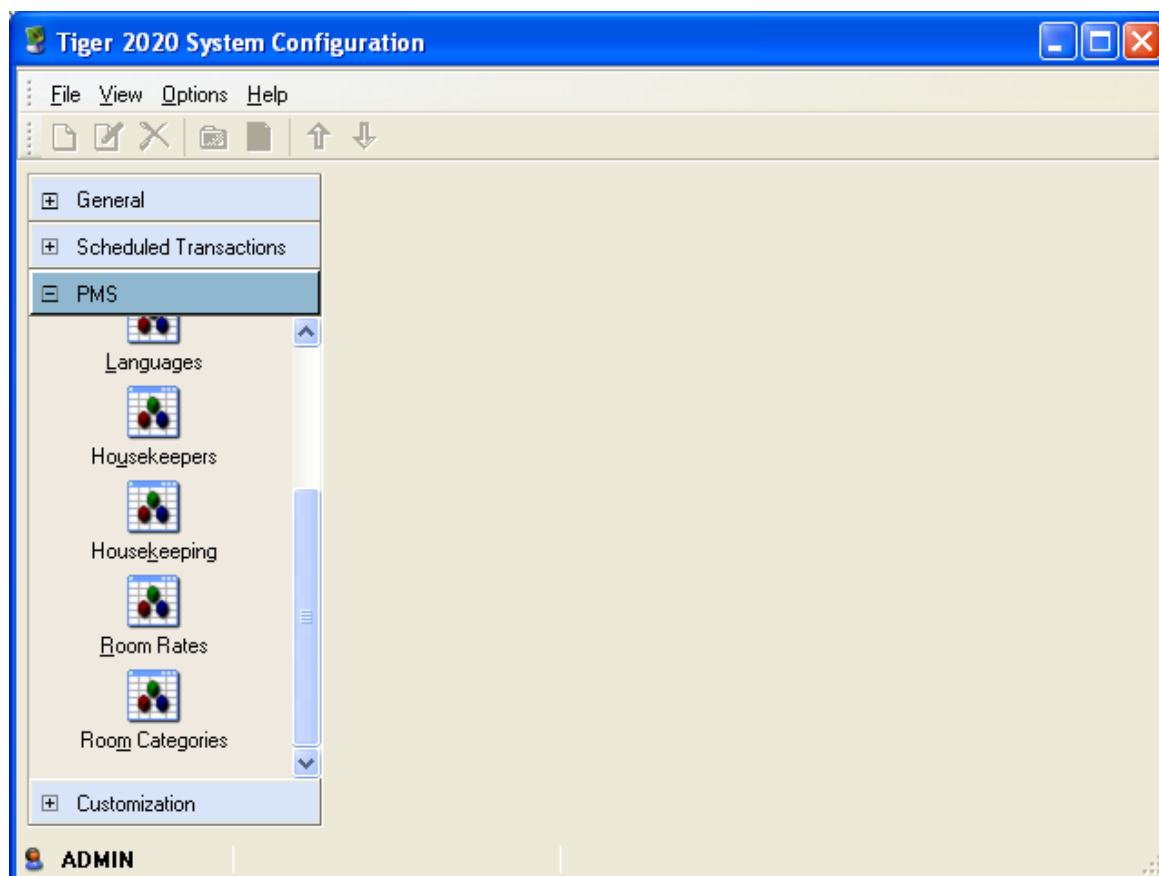 Tiger 2020 System Configuration
File View Options Help
General
Scheduled Transactions
PMS
Languages
Housekeepers
Housekeeping
Room Rates
Room Categories
Customization
ADMIN